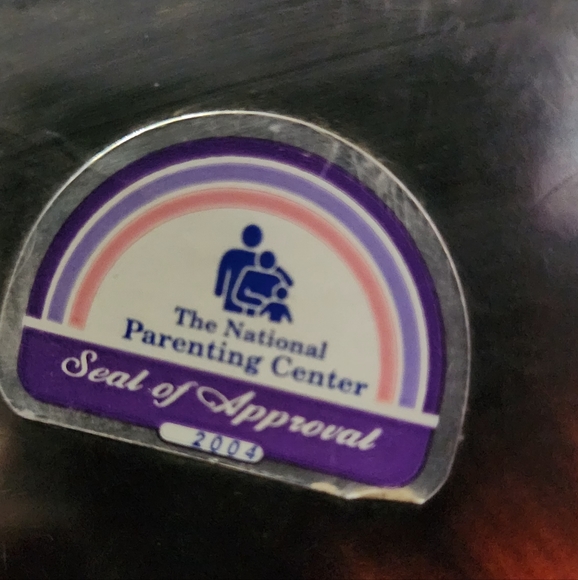 The National
Parenting Center
Seal of Approval
2004